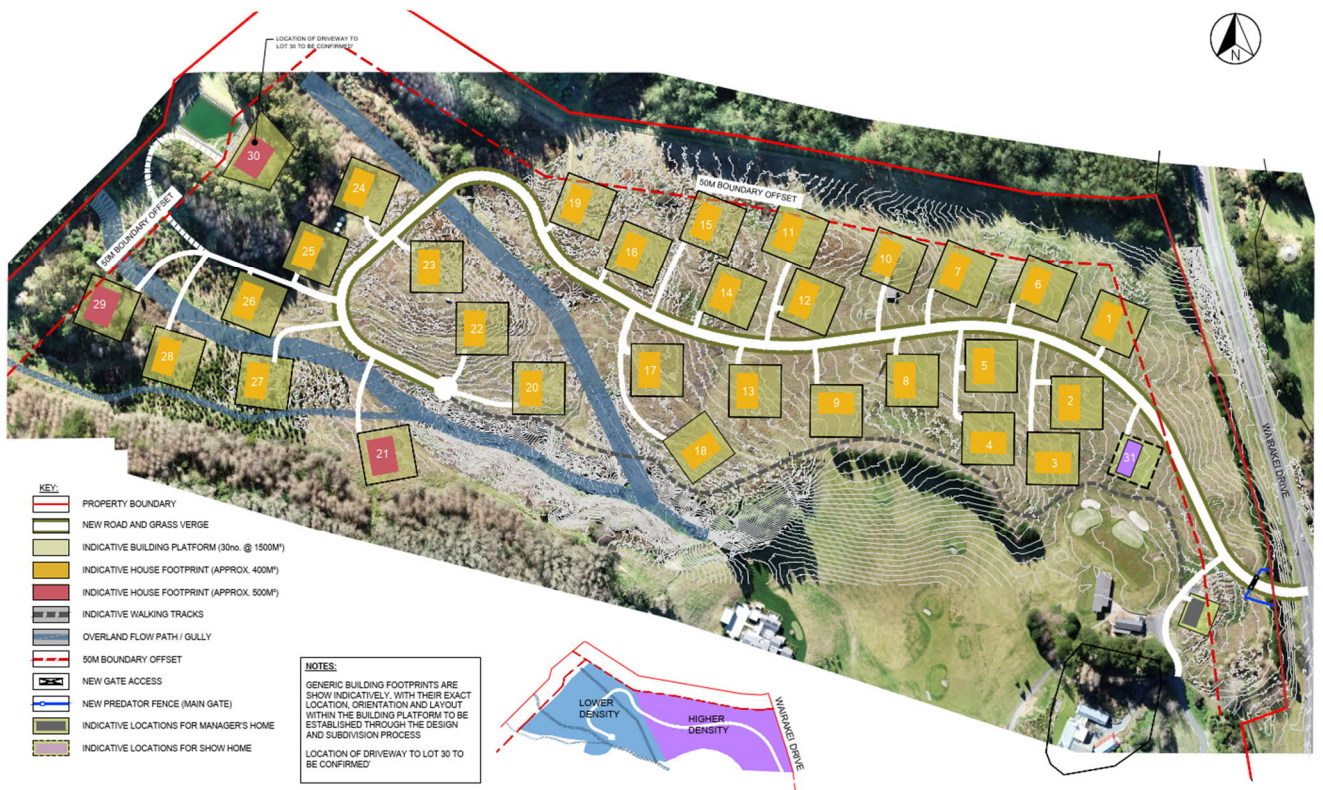 LOCATION OF DRIVEWAY TO
LOT 30 TO BE CONFIRMED'
N
30
24
50M BOUNDARY OFFSET
19
15
11
50M BOUNDARY OFFSET
25
23
16
10
7
6
29
26
14
12
1
22
28
27
20
17
13
9
8
5
2
WAIRAKEI DRIVE
21
18
4
3
31
KEY:
PROPERTY BOUNDARY
NEW ROAD AND GRASS VERGE
INDICATIVE BUILDING PLATFORM (30no. @ 1500M²)
INDICATIVE HOUSE FOOTPRINT (APPROX. 400M²)
INDICATIVE HOUSE FOOTPRINT (APPROX. 500M²)
INDICATIVE WALKING TRACKS
OVERLAND FLOW PATH / GULLY
50M BOUNDARY OFFSET
NEW GATE ACCESS
NEW PREDATOR FENCE (MAIN GATE)
INDICATIVE LOCATIONS FOR MANAGER'S HOME
INDICATIVE LOCATIONS FOR SHOW HOME
NOTES:
GENERIC BUILDING FOOTPRINTS ARE
SHOW INDICATIVELY, WITH THEIR EXACT
LOCATION, ORIENTATION AND LAYOUT
WITHIN THE BUILDING PLATFORM TO BE
ESTABLISHED THROUGH THE DESIGN
AND SUBDIVISION PROCESS
LOCATION OF DRIVEWAY TO LOT 30 TO
BE CONFIRMED'
LOWER
DENSITY
HIGHER
DENSITY
WAIRAKEI DRIVE